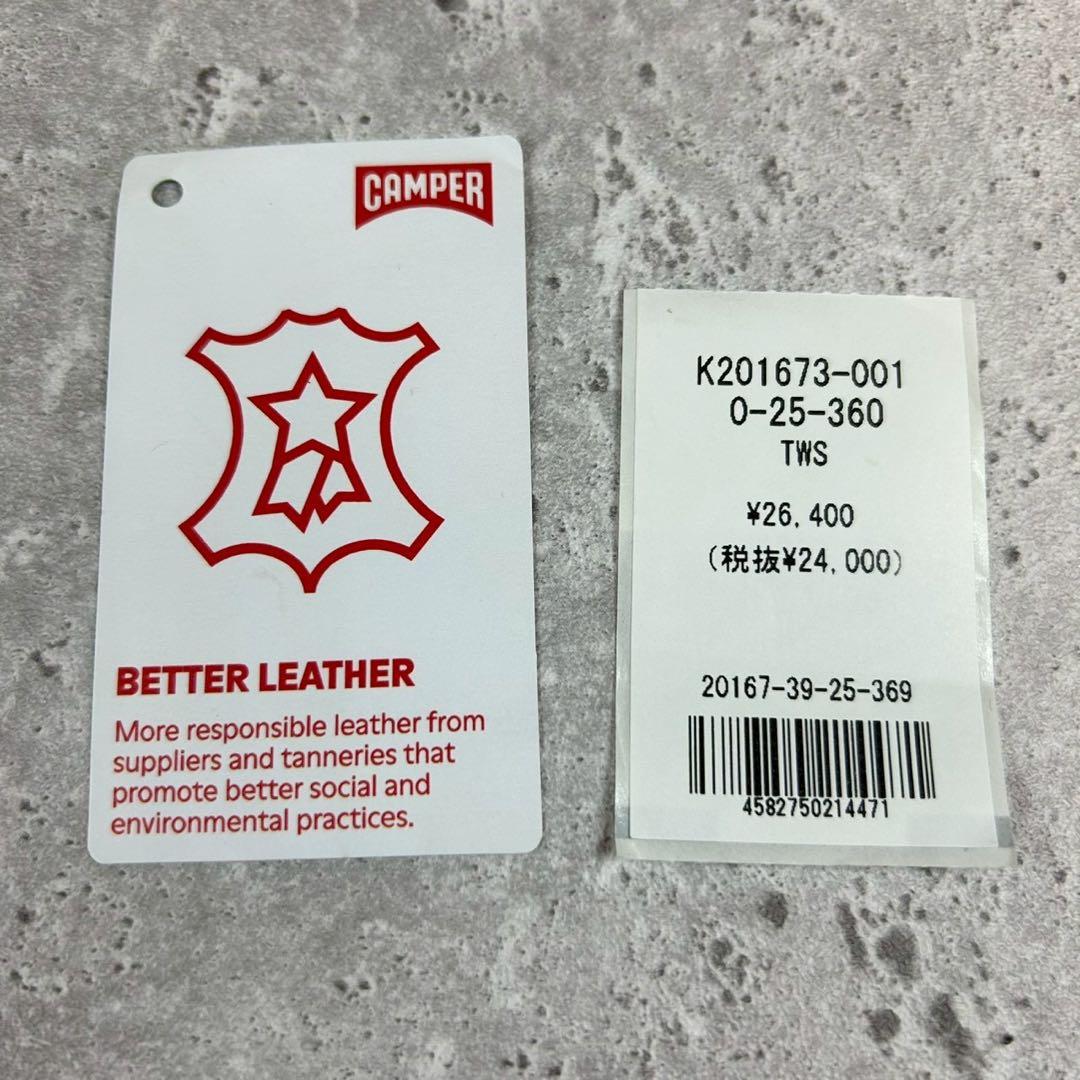 CAMPER
BETTER LEATHER
More responsible leather from
suppliers and tanneries that
promote better social and
environmental practices.
K201673-001
0-25-360
TWS
¥26,400
(税抜¥24,000)
20167-39-25-369
4582750214471